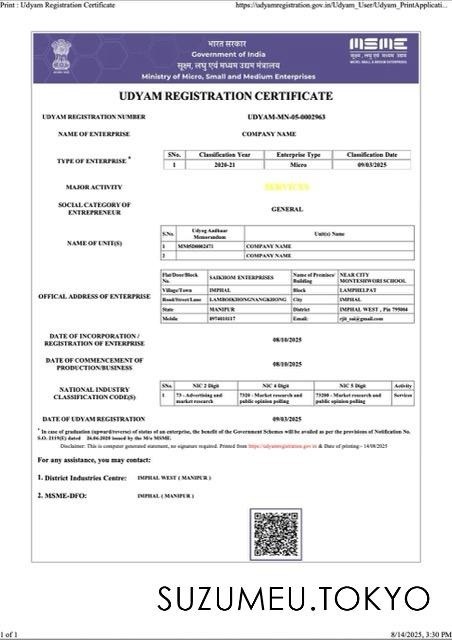 Print : Udyam Registration Certificate https://udyamregistration.gov.in/Udyam_User/Udyam_PrintApplicati...
भारत सरकार
Government of India
सूक्ष्म, लघु एवं मध्यम उद्यम मंत्रालय
Ministry of Micro, Small and Medium Enterprises
MSME
सूक्ष्म, लघु एवं मध्यम उद्यम
MICRO, SMALL & MEDIUM ENTERPRISES
UDYAM REGISTRATION CERTIFICATE
UDYAM REGISTRATION NUMBER UDYAM-MN-05-0002963
NAME OF ENTERPRISE COMPANY NAME
TYPE OF ENTERPRISE *
SNo. Classification Year Enterprise Type Classification Date
1 2020-21 Micro 09/03/2025
MAJOR ACTIVITY SERVICES
SOCIAL CATEGORY OF
ENTREPRENEUR
GENERAL
NAME OF UNIT(S)
S.No. Udyog Aadhaar Memorandum Unit(s) Name
1 MN05D0002471 COMPANY NAME
2 COMPANY NAME
OFFICAL ADDRESS OF ENTERPRISE
Flat/Door/Block No. SAIKHOM ENTERPRISES Name of Premises/ Building NEAR CITY MONTESHWORI SCHOOL
Village/Town IMPHAL Block LAMPHELPAT
Road/Street/Lane LAMBOIKHONGNANGKHONG City IMPHAL
State MANIPUR District IMPHAL WEST , Pin 795004
Mobile 8974010117 Email:
DATE OF INCORPORATION /
REGISTRATION OF ENTERPRISE
08/10/2025
DATE OF COMMENCEMENT OF
PRODUCTION/BUSINESS
08/10/2025
NATIONAL INDUSTRY
CLASSIFICATION CODE(S)
SNo. NIC 2 Digit NIC 4 Digit NIC 5 Digit Activity
1 73 - Advertising and market research 7320 - Market research and public opinion polling 73200 - Market research and public opinion polling Services
DATE OF UDYAM REGISTRATION 09/03/2025
* In case of graduation (upward/reverse) of status of an enterprise, the benefit of the Government Schemes will be availed as per the provisions of Notification No.
S.O. 2119(E) dated 26.06.2020 issued by the M/o MSME.
Disclaimer: This is computer generated statement, no signature required. Printed from https://udyamregistration.gov.in & Date of printing:- 14/08/2025
For any assistance, you may contact:
1. District Industries Centre: IMPHAL WEST ( MANIPUR )
2. MSME-DFO: IMPHAL ( MANIPUR )
SUZUMEU.TOKYO
1 of 1 8/14/2025, 3:30 PM